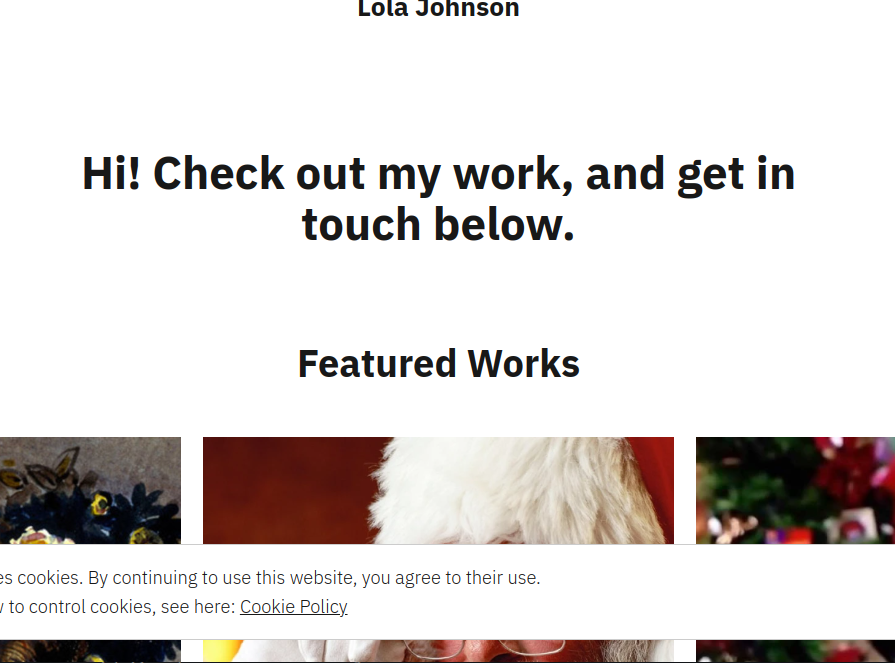 Lola Johnson
Hi! Check out my work, and get in
touch below.
Featured Works
cookies. By continuing to use this website, you agree to their use.
to control cookies, see here: Cookie Policy